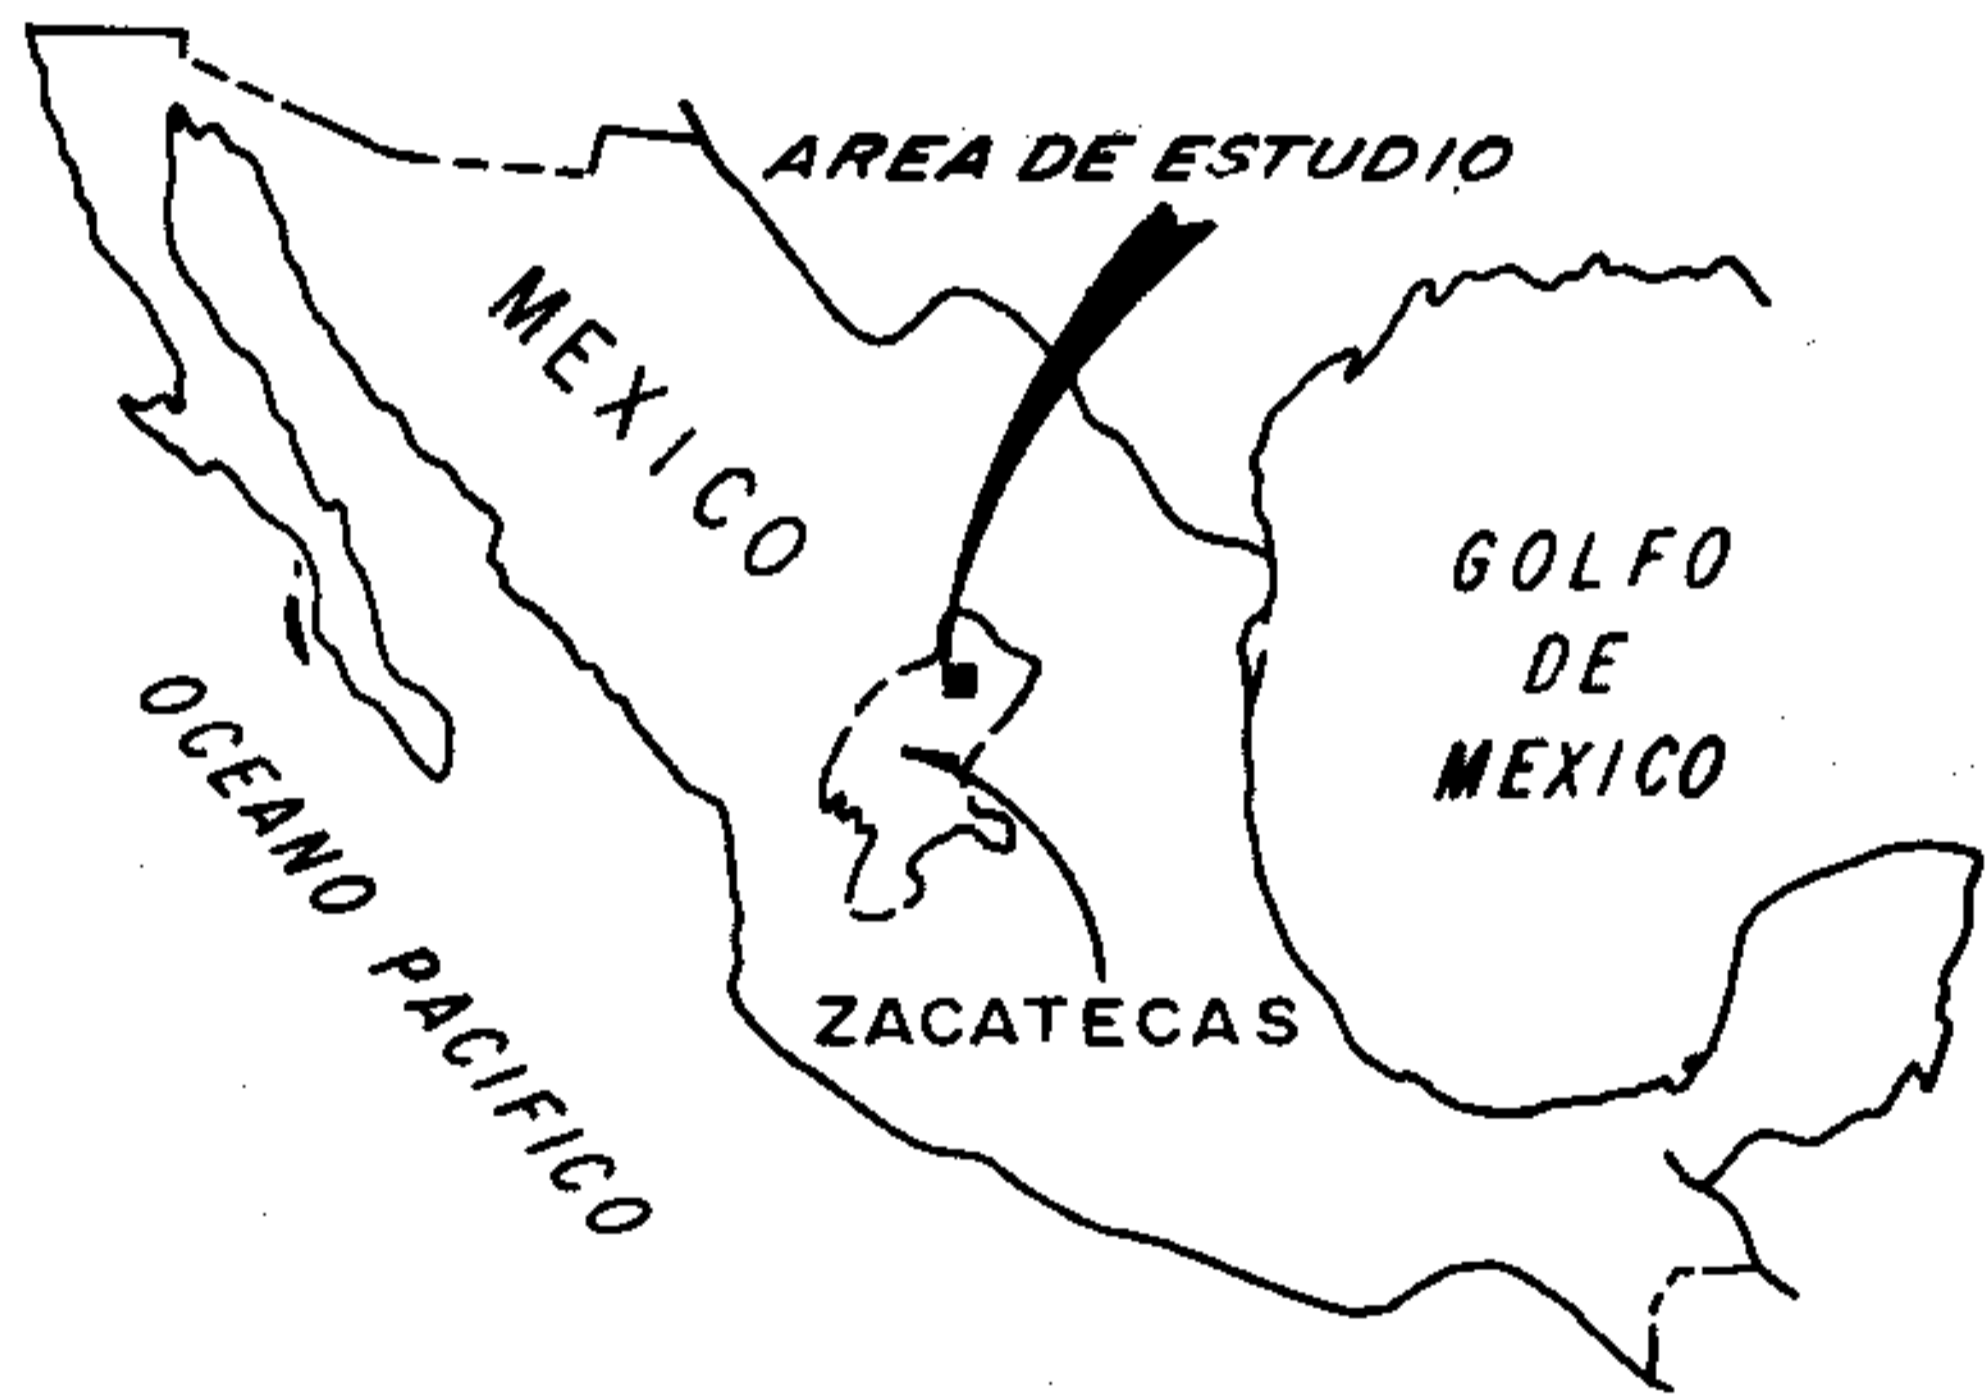 AREA DE ESTUDIO
MEXICO
GOLFO
DE
MEXICO
OCEANO PACIFICO
ZACATECAS